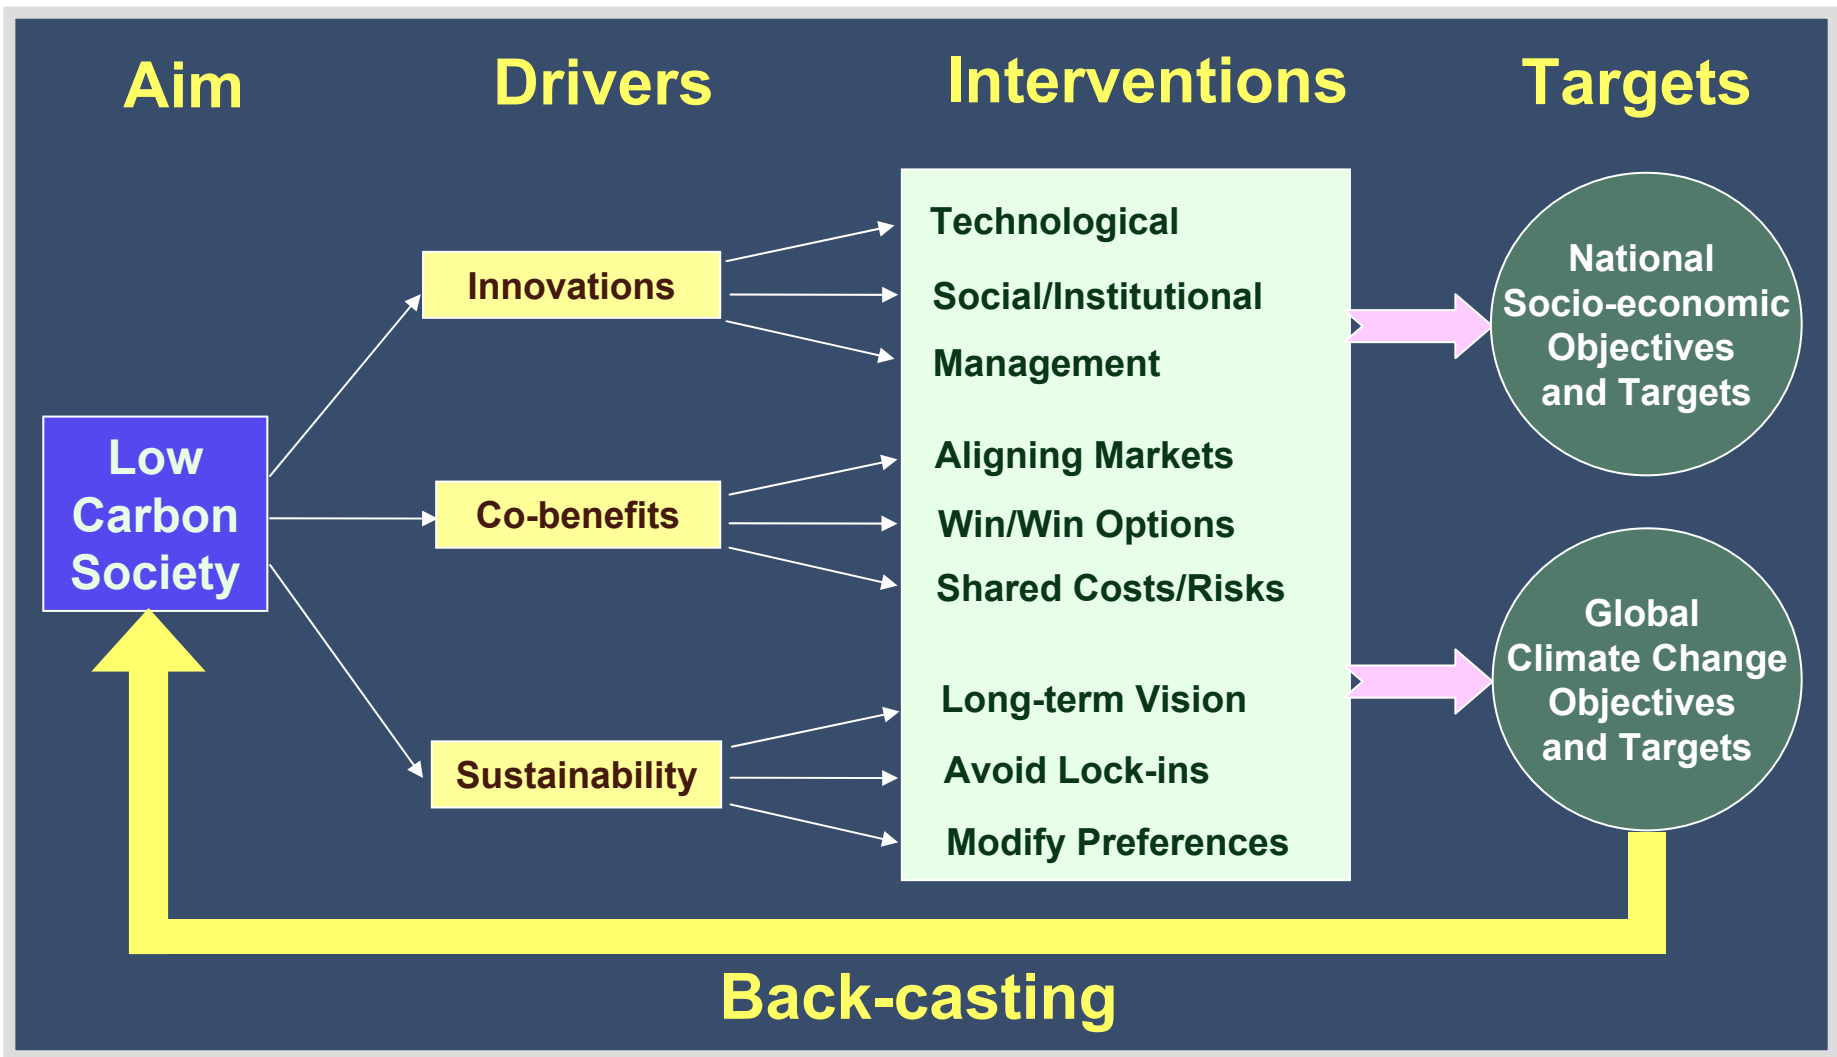 Aim
Drivers
Interventions
Targets
Low
Carbon
Society
Innovations
Co-benefits
Sustainability
Technological
Social/Institutional
Management
Aligning Markets
Win/Win Options
Shared Costs/Risks
Long-term Vision
Avoid Lock-ins
Modify Preferences
National
Socio-economic
Objectives
and Targets
Global
Climate Change
Objectives
and Targets
Back-casting